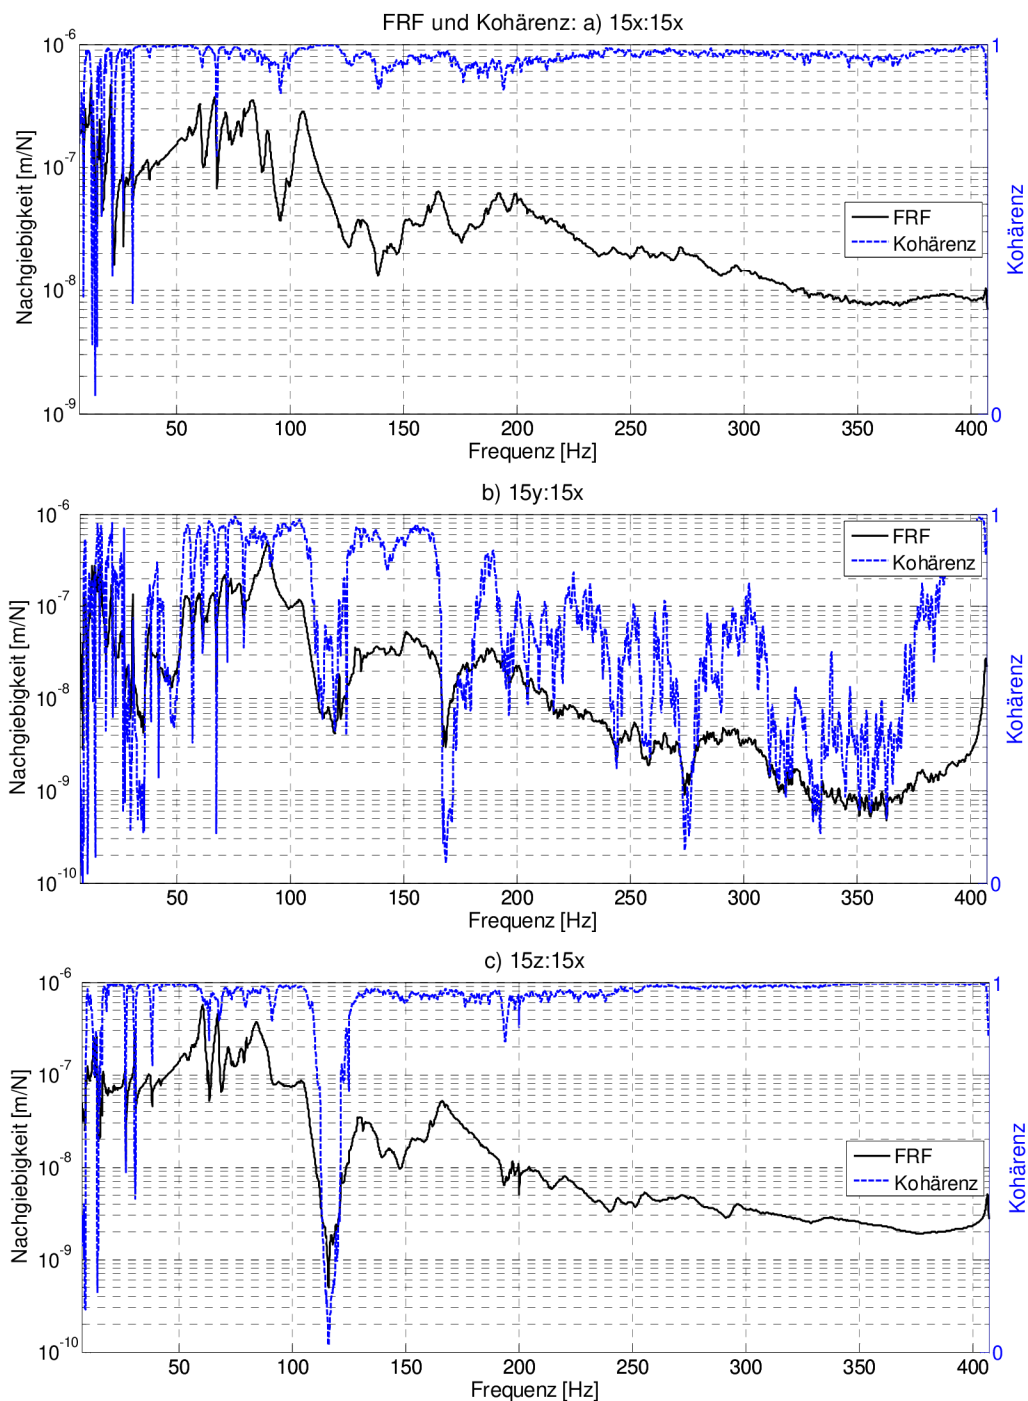 FRF und Kohärenz: a) 15x:15x
10^-6
10^-7
10^-8
10^-9
Nachgiebigkeit [m/N]
FRF
Kohärenz
1
0
Kohärenz
50 100 150 200 250 300 350 400
Frequenz [Hz]
b) 15y:15x
10^-6
10^-7
10^-8
10^-9
10^-10
Nachgiebigkeit [m/N]
FRF
Kohärenz
1
0
Kohärenz
50 100 150 200 250 300 350 400
Frequenz [Hz]
c) 15z:15x
10^-6
10^-7
10^-8
10^-9
10^-10
Nachgiebigkeit [m/N]
FRF
Kohärenz
1
0
Kohärenz
50 100 150 200 250 300 350 400
Frequenz [Hz]